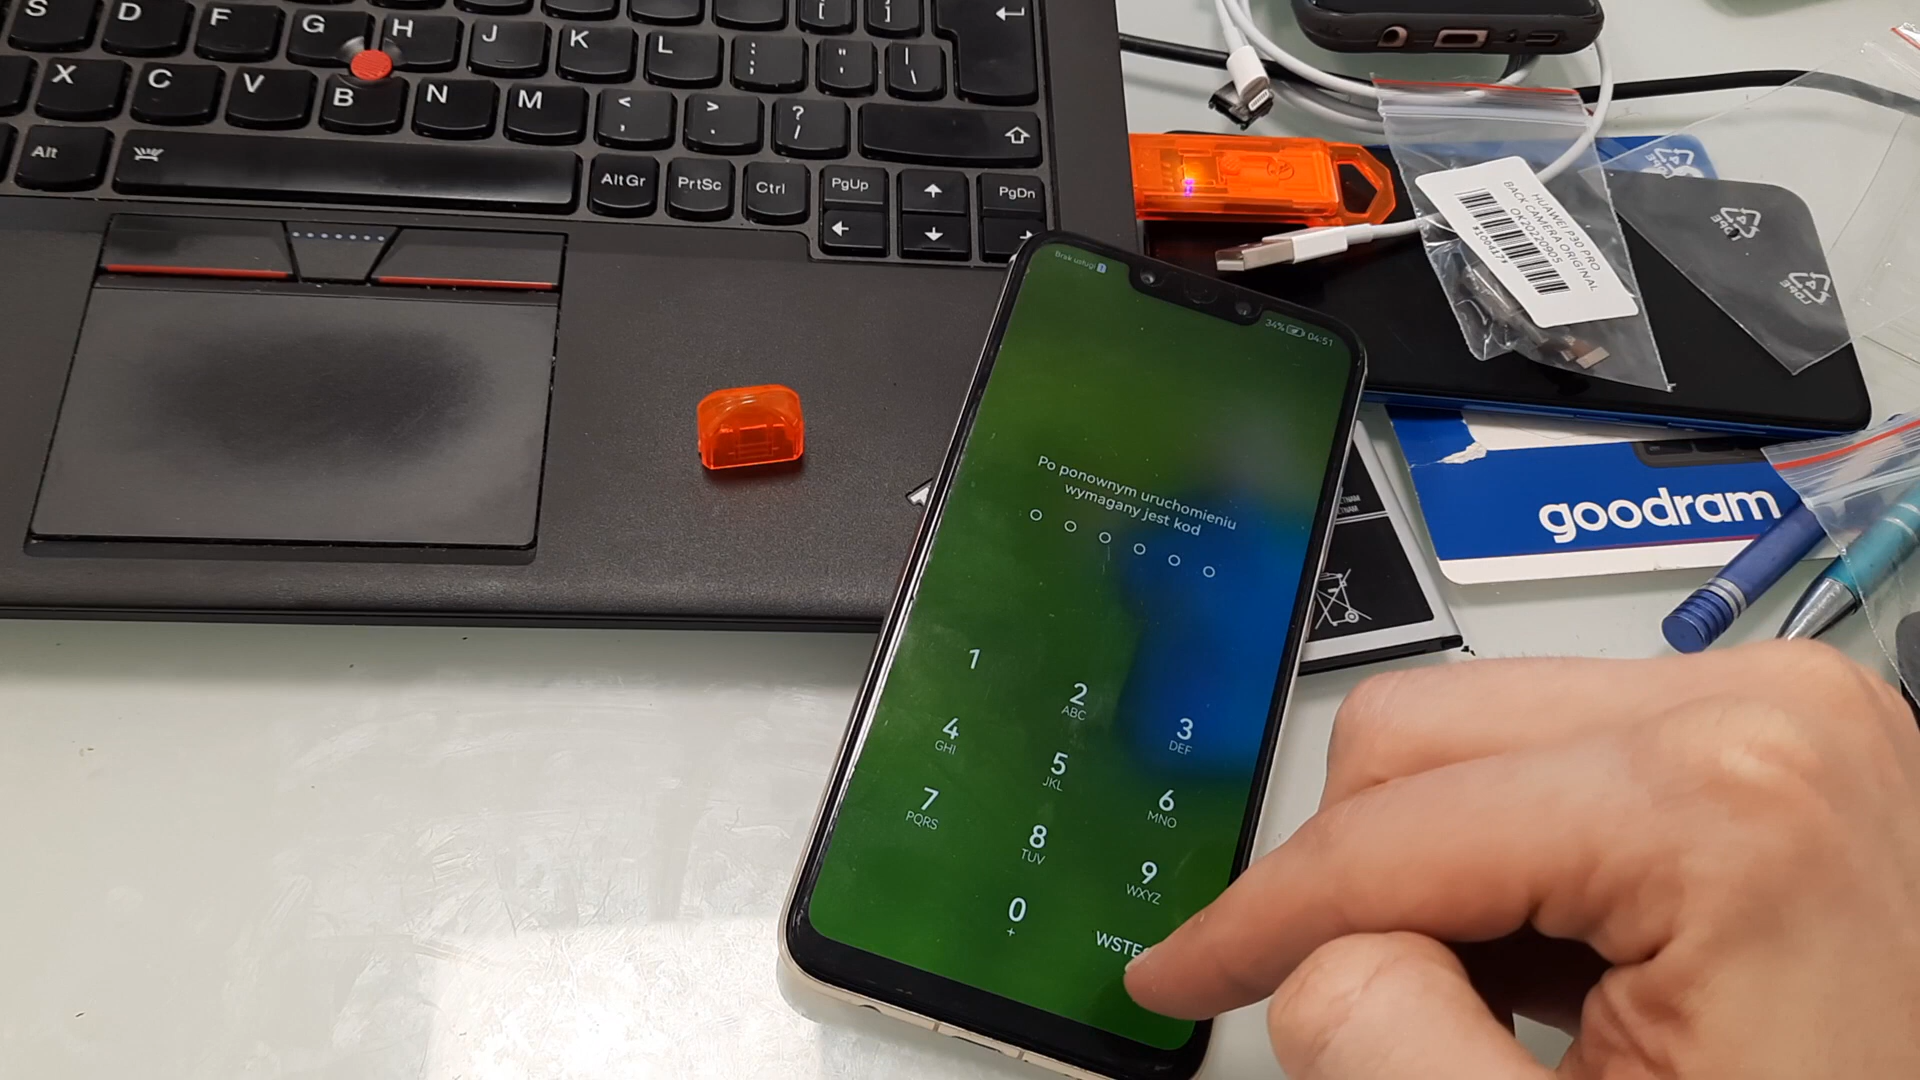 S D F G H J K L : ; " ' | \ [ ]
X C V B N M < , > . ? /
Alt AltGr PrtSc Ctrl PgUp PgDn
HUAWEI P30 PRO
BACK CAMERA ORIGINAL
OK20220905
goodram
Brak usługi
34% 04:51
Po ponownym uruchomieniu
wymagany jest kod
1
2
ABC
3
DEF
4
GHI
5
JKL
6
MNO
7
PQRS
8
TUV
9
WXYZ
0
+